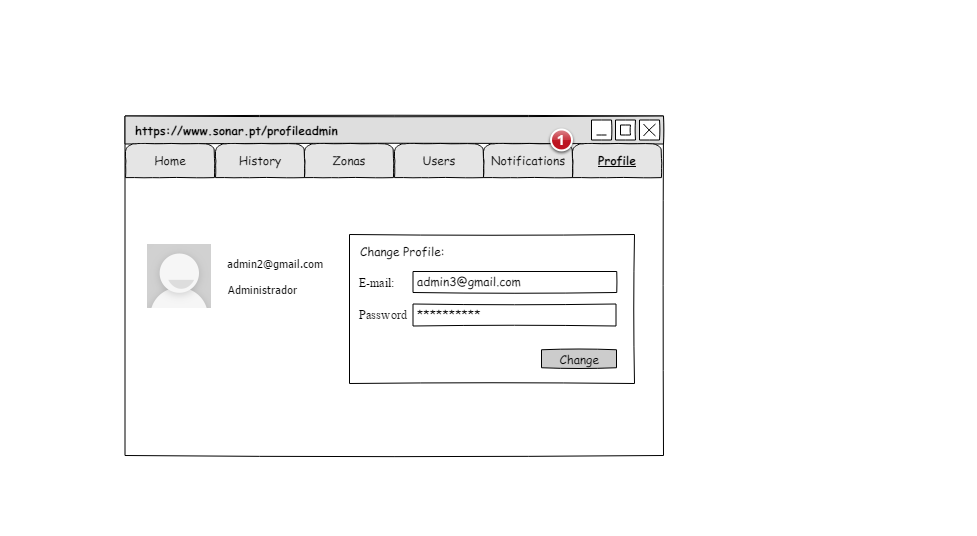 https://www.sonar.pt/profileadmin
1
Home History Zonas Users Notifications Profile
admin2@gmail.com
Administrador
Change Profile:
E-mail: admin3@gmail.com
Password **********
Change